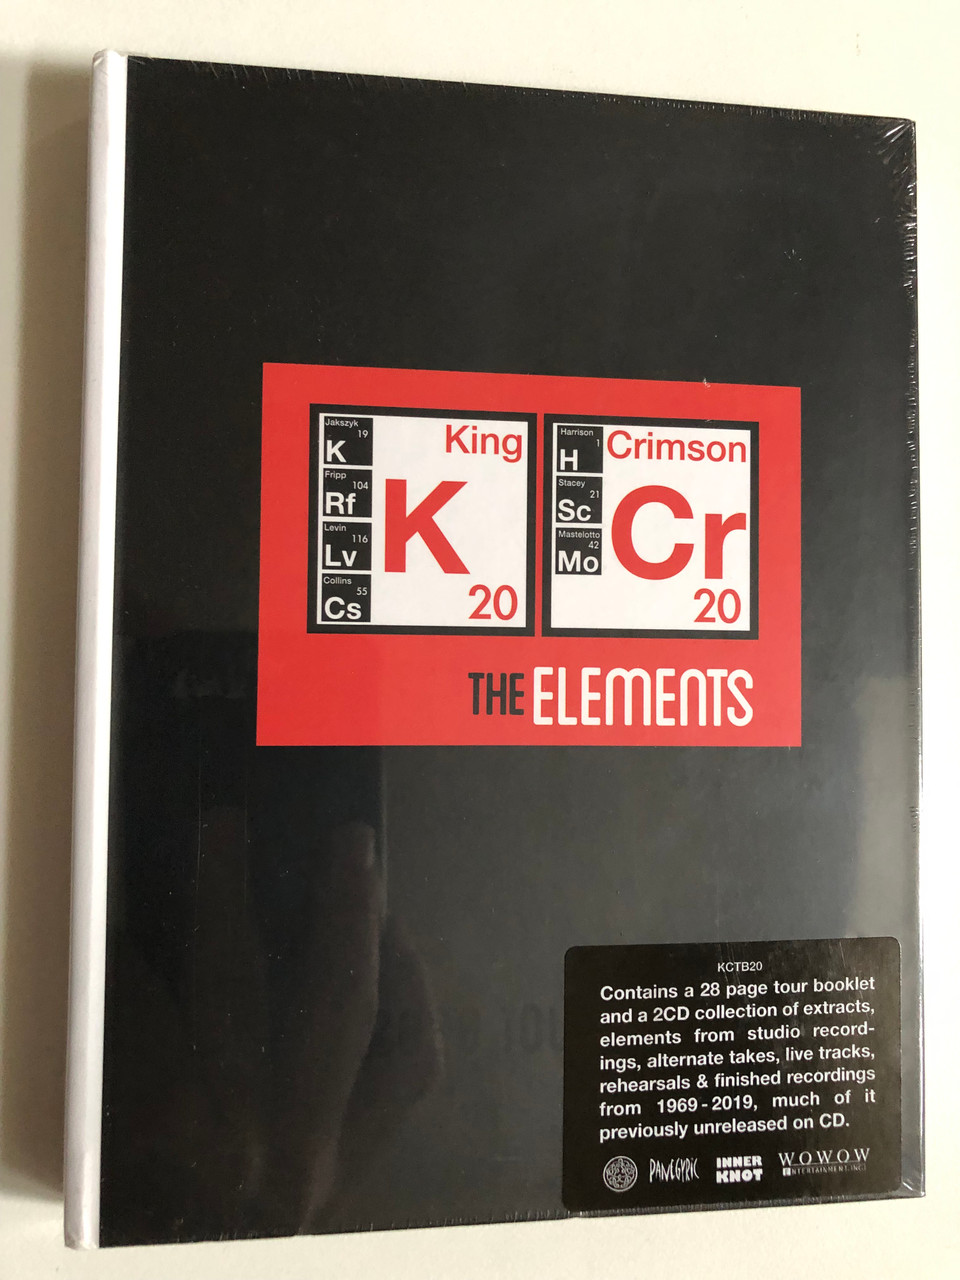 Jakszyk
19
K
Fripp
104
Rf
Levin
116
Lv
Collins
55
Cs
King
K
20
Harrison
1
H
Stacey
21
Sc
Mastelotto
42
Mo
Crimson
Cr
20
THE ELEMENTS
KCTB20
Contains a 28 page tour booklet
and a 2CD collection of extracts,
elements from studio record-
ings, alternate takes, live tracks,
rehearsals & finished recordings
from 1969 - 2019, much of it
previously unreleased on CD.
PANEGYRIC
INNER
KNOT
WOWOW
ENTERTAINMENT, INC.